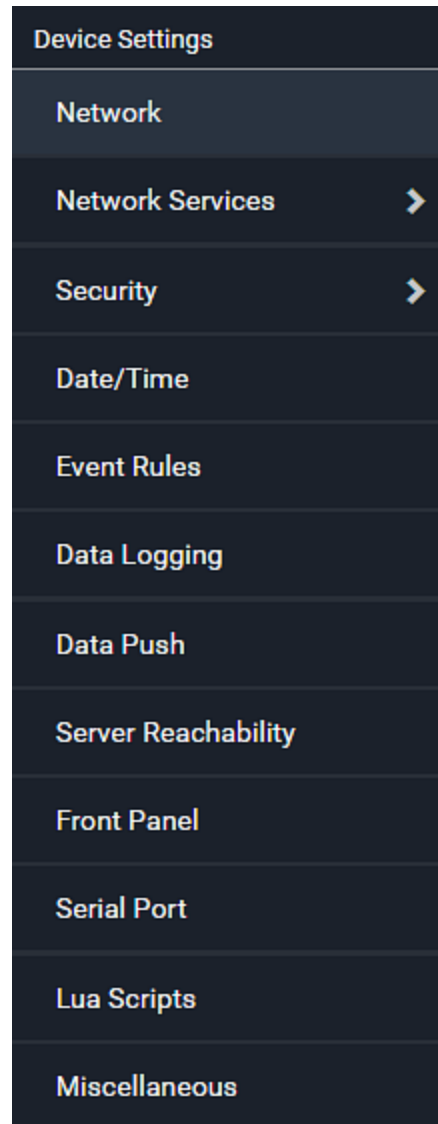 Device Settings
Network
Network Services
Security
Date/Time
Event Rules
Data Logging
Data Push
Server Reachability
Front Panel
Serial Port
Lua Scripts
Miscellaneous